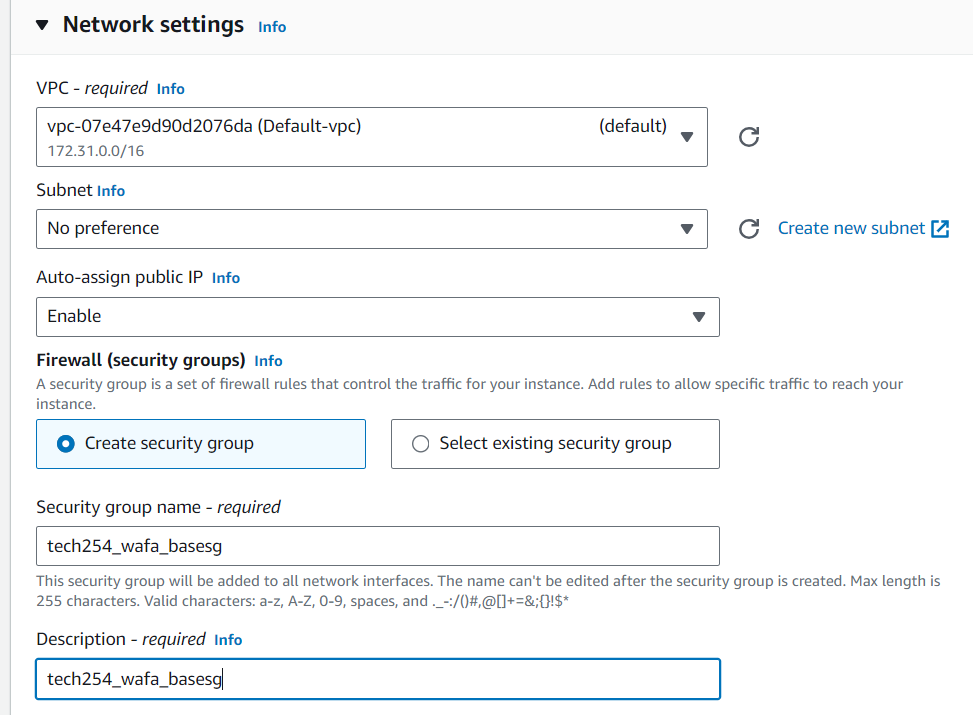 Network settings Info
VPC - required Info
vpc-07e47e9d90d2076da (Default-vpc) (default)
172.31.0.0/16
Subnet Info
No preference
Create new subnet
Auto-assign public IP Info
Enable
Firewall (security groups) Info
A security group is a set of firewall rules that control the traffic for your instance. Add rules to allow specific traffic to reach your
instance.
Create security group
Select existing security group
Security group name - required
tech254_wafa_basesg
This security group will be added to all network interfaces. The name can't be edited after the security group is created. Max length is
255 characters. Valid characters: a-z, A-Z, 0-9, spaces, and ._-:/()#,@[]+=&;{}!$*
Description - required Info
tech254_wafa_basesg